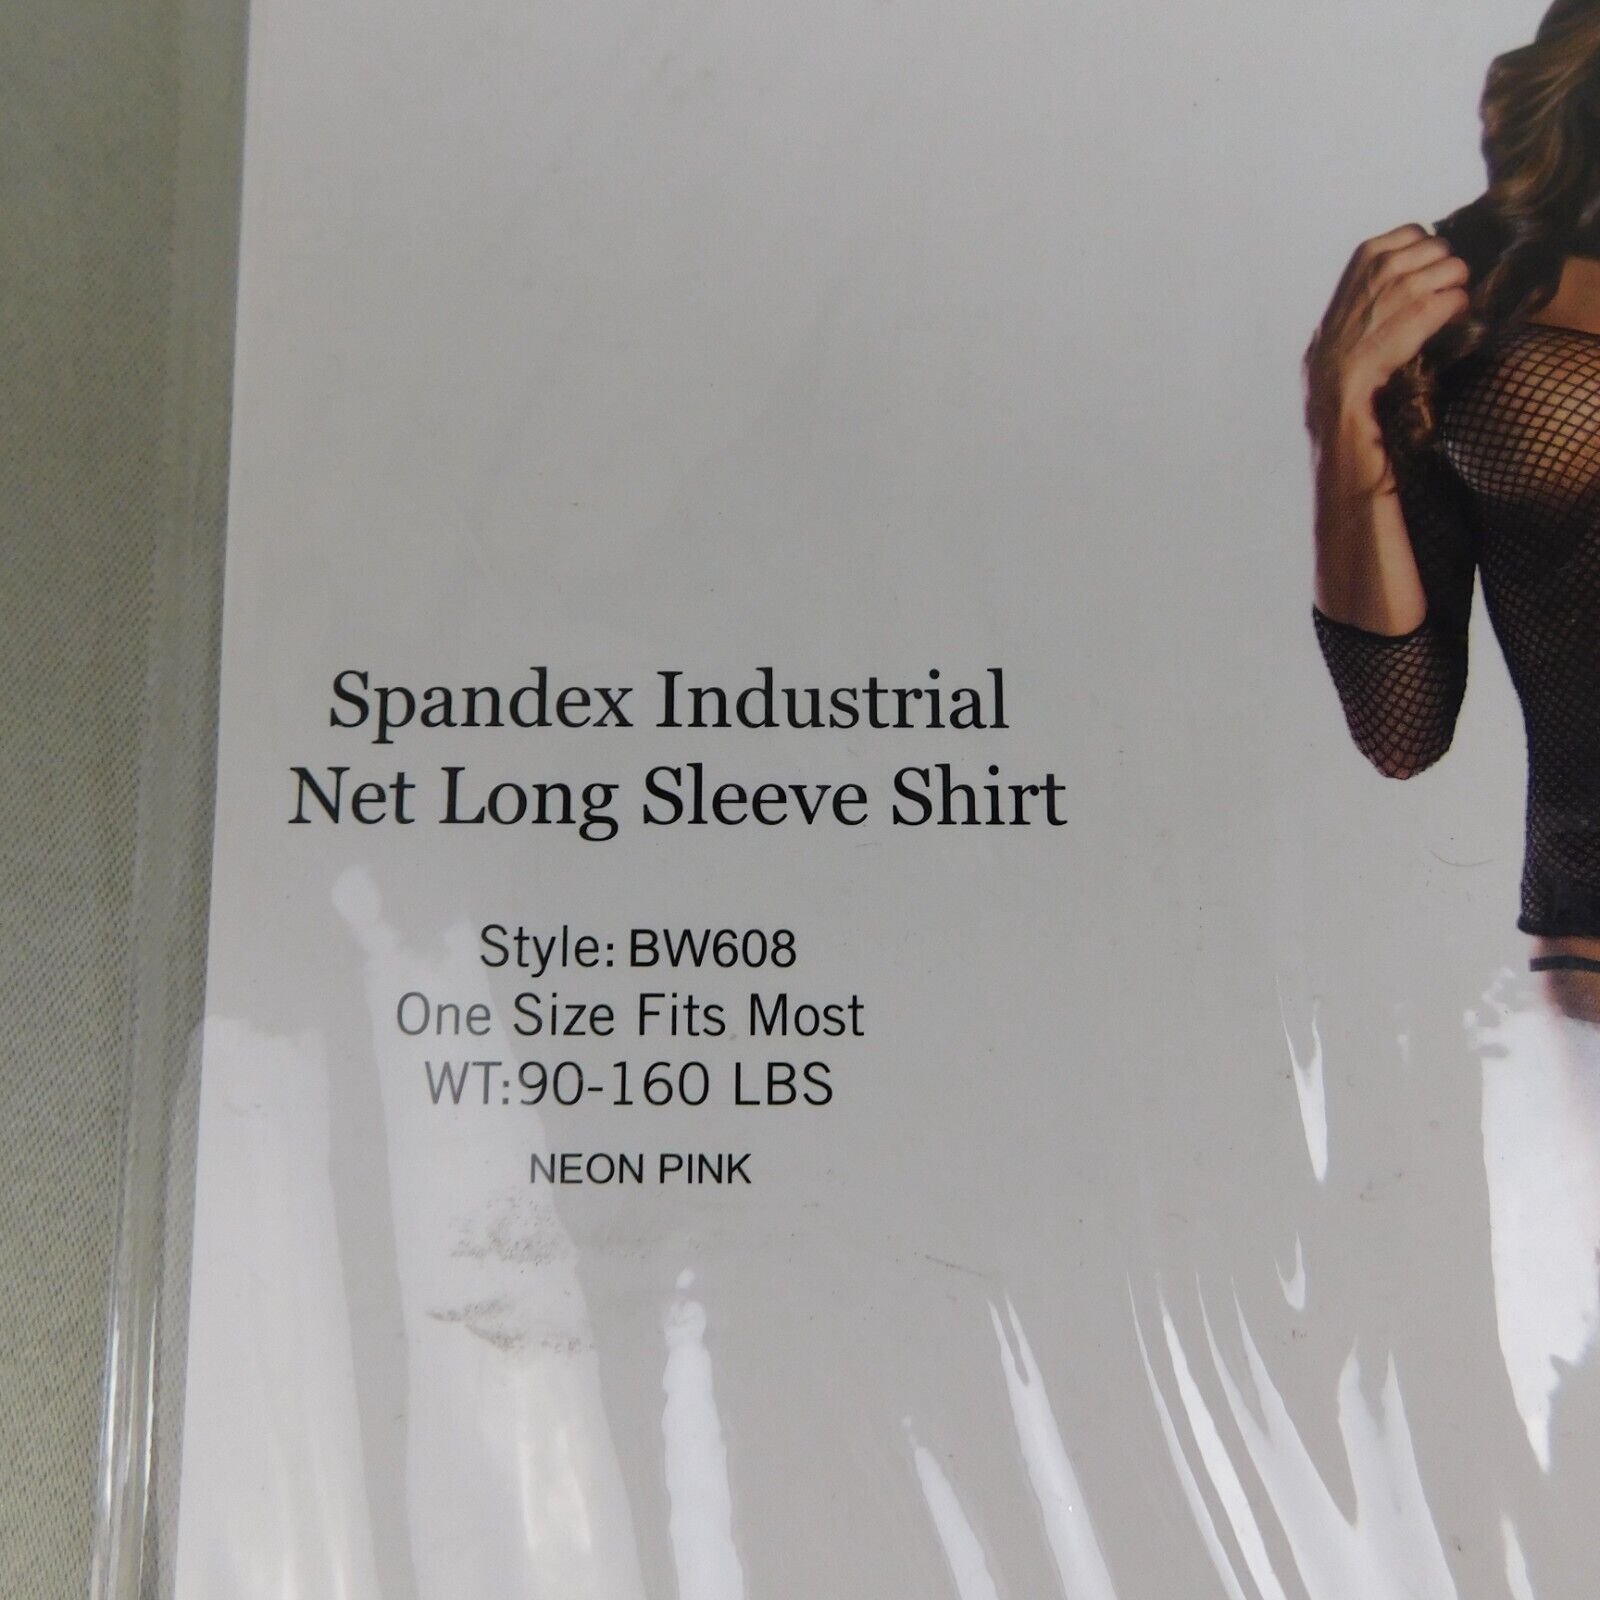 Spandex Industrial
Net Long Sleeve Shirt
Style: BW608
One Size Fits Most
WT:90-160 LBS
NEON PINK